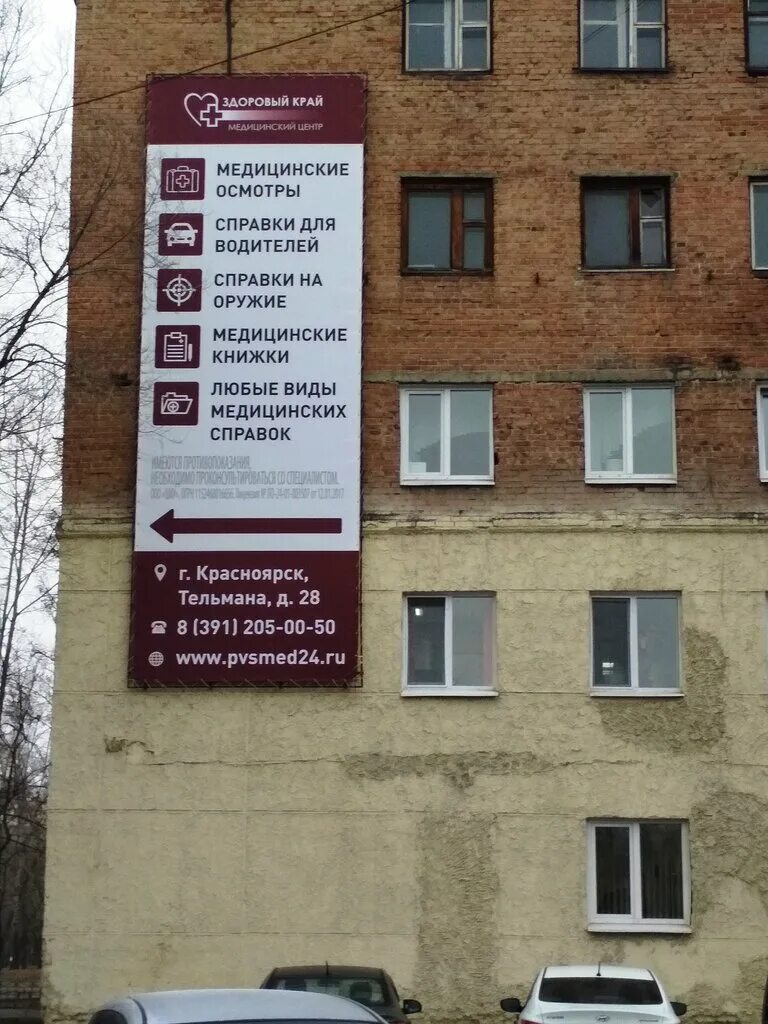 ЗДОРОВЫЙ КРАЙ
МЕДИЦИНСКИЙ ЦЕНТР
МЕДИЦИНСКИЕ
ОСМОТРЫ
СПРАВКИ ДЛЯ
ВОДИТЕЛЕЙ
СПРАВКИ НА
ОРУЖИЕ
МЕДИЦИНСКИЕ
КНИЖКИ
ЛЮБЫЕ ВИДЫ
МЕДИЦИНСКИХ
СПРАВОК
ИМЕЮТСЯ ПРОТИВОПОКАЗАНИЯ.
НЕОБХОДИМО ПРОКОНСУЛЬТИРОВАТЬСЯ СО СПЕЦИАЛИСТОМ.
г. Красноярск,
Тельмана, д. 28
8 (391) 205-00-50
www.pvsmed24.ru